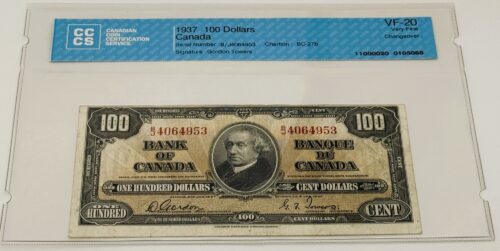 CCCS
CANADIAN
COIN
CERTIFICATION
SERVICE
1937 100 Dollars
Canada
Serial Number: B/J4064953 Charlton: BC-27b
Signature: Gordon Towers
VF-20
Very Fine
Changeover
11000020 0105065
100
100
B/J 4064953
B/J 4064953
BANK
OF
CANADA
BANQUE
DU
CANADA
ONE HUNDRED DOLLARS
CENT DOLLARS
ONE
HUNDRED
100
CENT